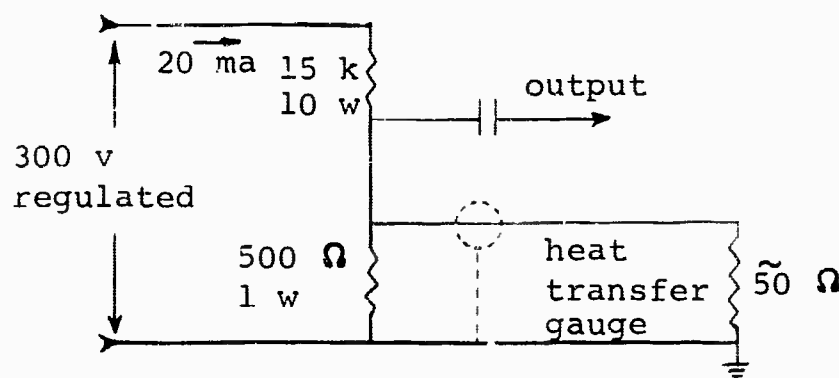 20 ma
15 k
10 w
output
300 v
regulated
500 Ω
1 w
heat
transfer
gauge
~50 Ω